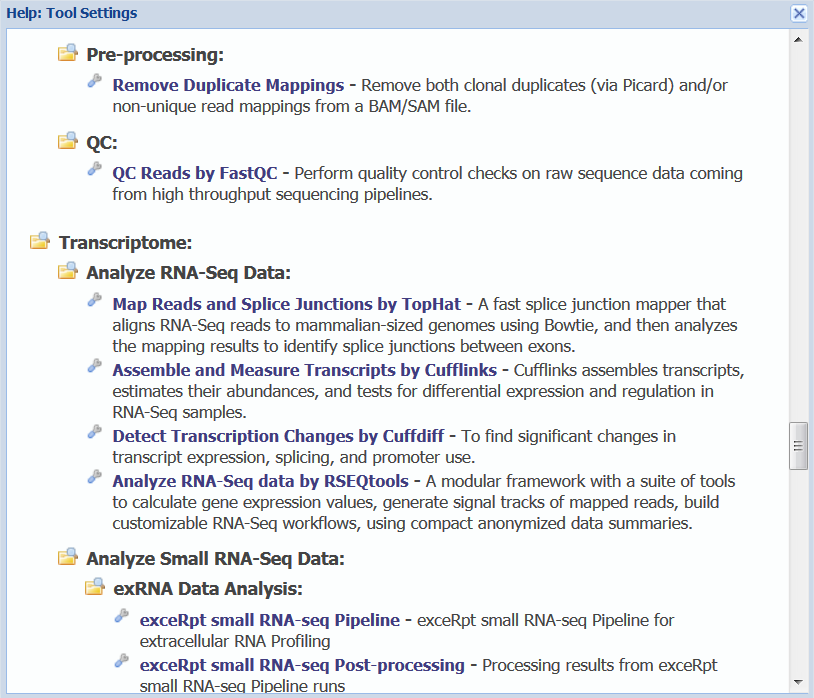 Help: Tool Settings
Pre-processing:
Remove Duplicate Mappings - Remove both clonal duplicates (via Picard) and/or
non-unique read mappings from a BAM/SAM file.
QC:
QC Reads by FastQC - Perform quality control checks on raw sequence data coming
from high throughput sequencing pipelines.
Transcriptome:
Analyze RNA-Seq Data:
Map Reads and Splice Junctions by TopHat - A fast splice junction mapper that
aligns RNA-Seq reads to mammalian-sized genomes using Bowtie, and then analyzes
the mapping results to identify splice junctions between exons.
Assemble and Measure Transcripts by Cufflinks - Cufflinks assembles transcripts,
estimates their abundances, and tests for differential expression and regulation in
RNA-Seq samples.
Detect Transcription Changes by Cuffdiff - To find significant changes in
transcript expression, splicing, and promoter use.
Analyze RNA-Seq data by RSEQtools - A modular framework with a suite of tools
to calculate gene expression values, generate signal tracks of mapped reads, build
customizable RNA-Seq workflows, using compact anonymized data summaries.
Analyze Small RNA-Seq Data:
exRNA Data Analysis:
exceRpt small RNA-seq Pipeline - exceRpt small RNA-seq Pipeline for
extracellular RNA Profiling
exceRpt small RNA-seq Post-processing - Processing results from exceRpt
small RNA-seq Pipeline runs